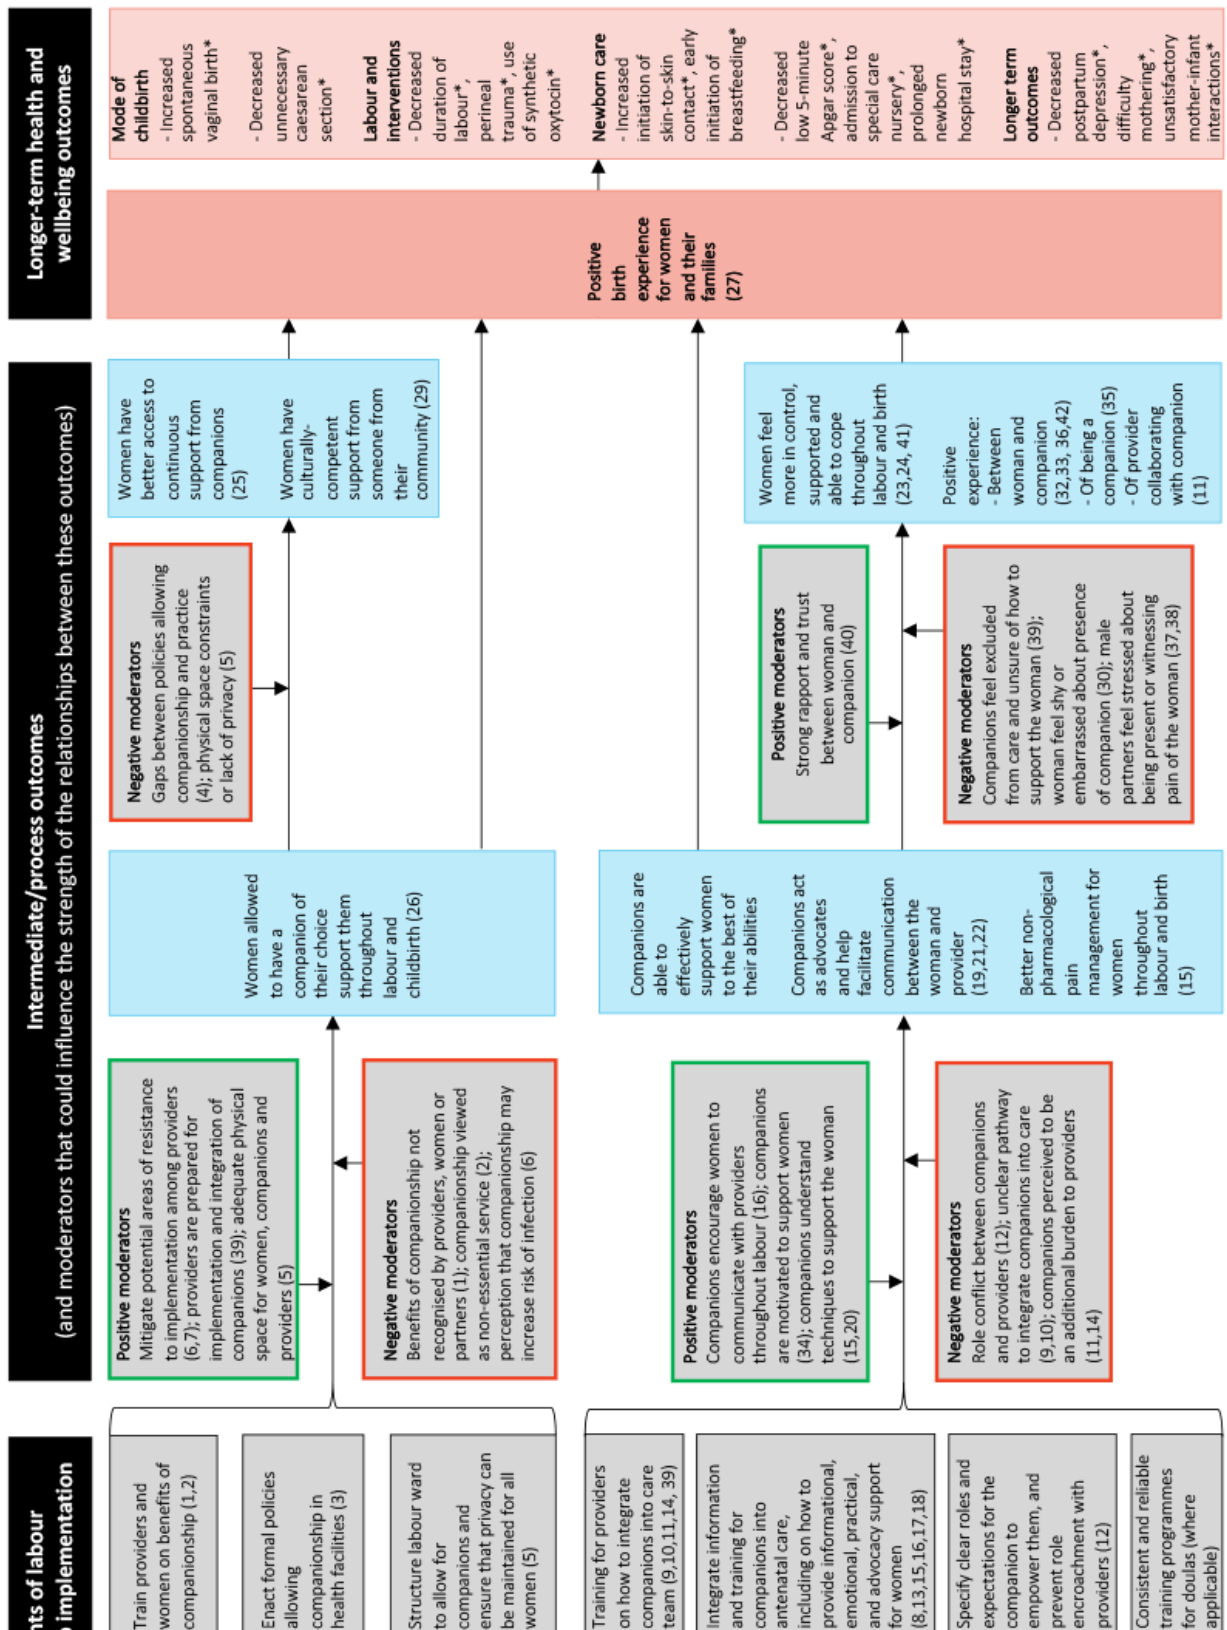 nts of labour
p implementation
Train providers and
women on benefits of
companionship (1,2)
Enact formal policies
allowing
companionship in
health facilities (3)
Structure labour ward
to allow for
companions and
ensure that privacy can
be maintained for all
women (5)
Training for providers
on how to integrate
companions into care
team (9,10,11,14, 39)
Integrate information
and training for
companions into
antenatal care,
including on how to
provide informational,
emotional, practical,
and advocacy support
for women
(8,13,15,16,17,18)
Specify clear roles and
expectations for the
companion to
empower them, and
prevent role
encroachment with
providers (12)
Consistent and reliable
training programmes
for doulas (where
applicable)
Intermediate/process outcomes
(and moderators that could influence the strength of the relationships between these outcomes)
Positive moderators
Mitigate potential areas of resistance
to implementation among providers
(6,7); providers are prepared for
implementation and integration of
companions (39); adequate physical
space for women, companions and
providers (5)
Negative moderators
Benefits of companionship not
recognised by providers, women or
partners (1); companionship viewed
as non-essential service (2);
perception that companionship may
increase risk of infection (6)
Positive moderators
Companions encourage women to
communicate with providers
throughout labour (16); companions
are motivated to support women
(34); companions understand
techniques to support the woman
(15,20)
Negative moderators
Role conflict between companions
and providers (12); unclear pathway
to integrate companions into care
(9,10); companions perceived to be
an additional burden to providers
(11,14)
Women allowed
to have a
companion of
their choice
support them
throughout
labour and
childbirth (26)
Companions are
able to
effectively
support women
to the best of
their abilities
Companions act
as advocates
and help
facilitate
communication
between the
woman and
provider
(19,21,22)
Better non-
pharmacological
pain
management for
women
throughout
labour and birth
(15)
Negative moderators
Gaps between policies allowing
companionship and practice
(4); physical space constraints
or lack of privacy (5)
Positive moderators
Strong rapport and trust
between woman and
companion (40)
Negative moderators
Companions feel excluded
from care and unsure of how to
support the woman (39);
woman feel shy or
embarrassed about presence
of companion (30); male
partners feel stressed about
being present or witnessing
pain of the woman (37,38)
Women have
better access to
continuous
support from
companions
(25)
Women have
culturally-
competent
support from
someone from
their
community (29)
Women feel
more in control,
supported and
able to cope
throughout
labour and birth
(23,24, 41)
Positive
experience:
- Between
woman and
companion
(32,33, 36,42)
- Of being a
companion (35)
- Of provider
collaborating
with companion
(11)
Longer-term health and
wellbeing outcomes
Positive
birth
experience
for women
and their
families
(27)
Mode of
childbirth
- Increased
spontaneous
vaginal birth*
- Decreased
unnecessary
caesarean
section*
Labour and
interventions
- Decreased
duration of
labour*,
perineal
trauma*, use
of synthetic
oxytocin*
Newborn care
- Increased
initiation of
skin-to-skin
contact*, early
initiation of
breastfeeding*
- Decreased
low 5-minute
Apgar score*,
admission to
special care
nursery*,
prolonged
newborn
hospital stay*
Longer term
outcomes
- Decreased
postpartum
depression*,
difficulty
mothering*,
unsatisfactory
mother-infant
interactions*